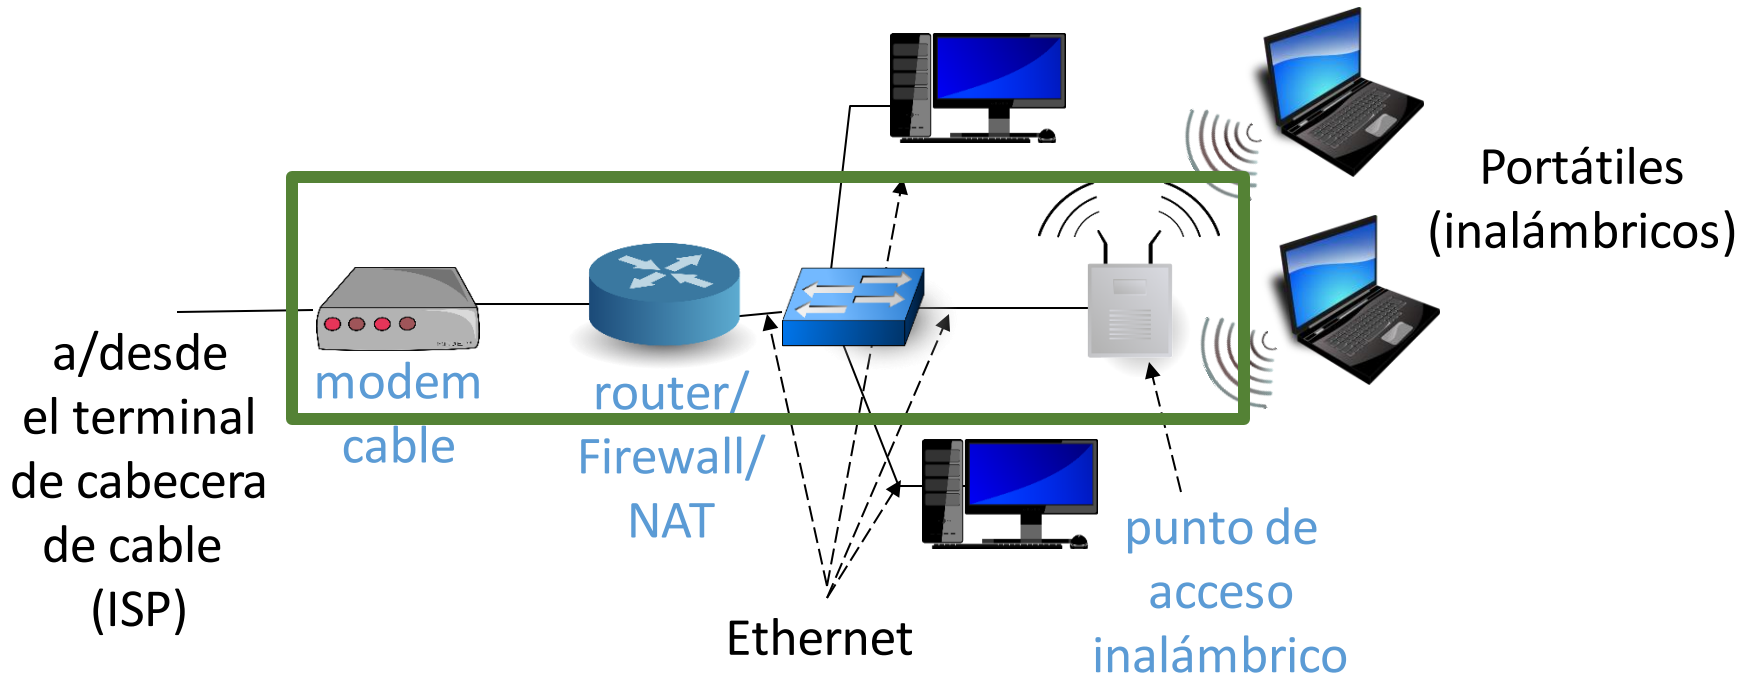 Portátiles
(inalámbricos)
a/desde
el terminal
de cabecera
de cable
(ISP)
modem
cable
router/
Firewall/
NAT
Ethernet
punto de
acceso
inalámbrico